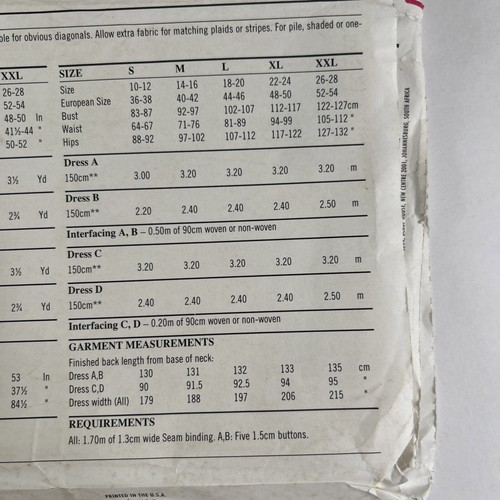 ble for obvious diagonals. Allow extra fabric for matching plaids or stripes. For pile, shaded or one-
XXL
26-28
52-54
48-50 In
41½-44 "
50-52 "
3½ Yd
2¾ Yd
3½ Yd
2¾ Yd
53 In
37½ "
84½ "
SIZE S M L XL XXL
Size 10-12 14-16 18-20 22-24 26-28
European Size 36-38 40-42 44-46 48-50 52-54
Bust 83-87 92-97 102-107 112-117 122-127cm
Waist 64-67 71-76 81-89 94-99 105-112 "
Hips 88-92 97-102 107-112 117-122 127-132 "
Dress A
150cm** 3.00 3.20 3.20 3.20 3.20 m
Dress B
150cm** 2.20 2.40 2.40 2.40 2.50 m
Interfacing A, B – 0.50m of 90cm woven or non-woven
Dress C
150cm** 3.20 3.20 3.20 3.20 3.20 m
Dress D
150cm** 2.40 2.40 2.40 2.40 2.50 m
Interfacing C, D – 0.20m of 90cm woven or non-woven
GARMENT MEASUREMENTS
Finished back length from base of neck:
Dress A,B 130 131 132 133 135 cm
Dress C,D 90 91.5 92.5 94 95 "
Dress width (All) 179 188 197 206 215 "
REQUIREMENTS
All: 1.70m of 1.3cm wide Seam binding. A,B: Five 1.5cm buttons.
PRINTED IN THE U.S.A.
HOUSE, NEW CENTRE 2001, JOHANNESBURG, SOUTH AFRICA